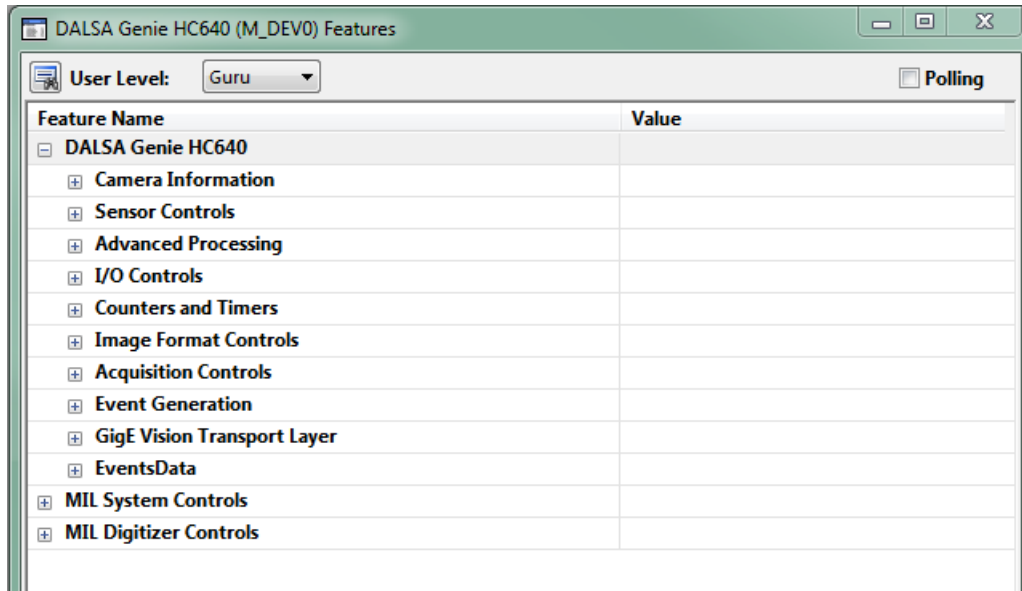 DALSA Genie HC640 (M_DEV0) Features
User Level: Guru Polling
Feature Name Value
DALSA Genie HC640
Camera Information
Sensor Controls
Advanced Processing
I/O Controls
Counters and Timers
Image Format Controls
Acquisition Controls
Event Generation
GigE Vision Transport Layer
EventsData
MIL System Controls
MIL Digitizer Controls